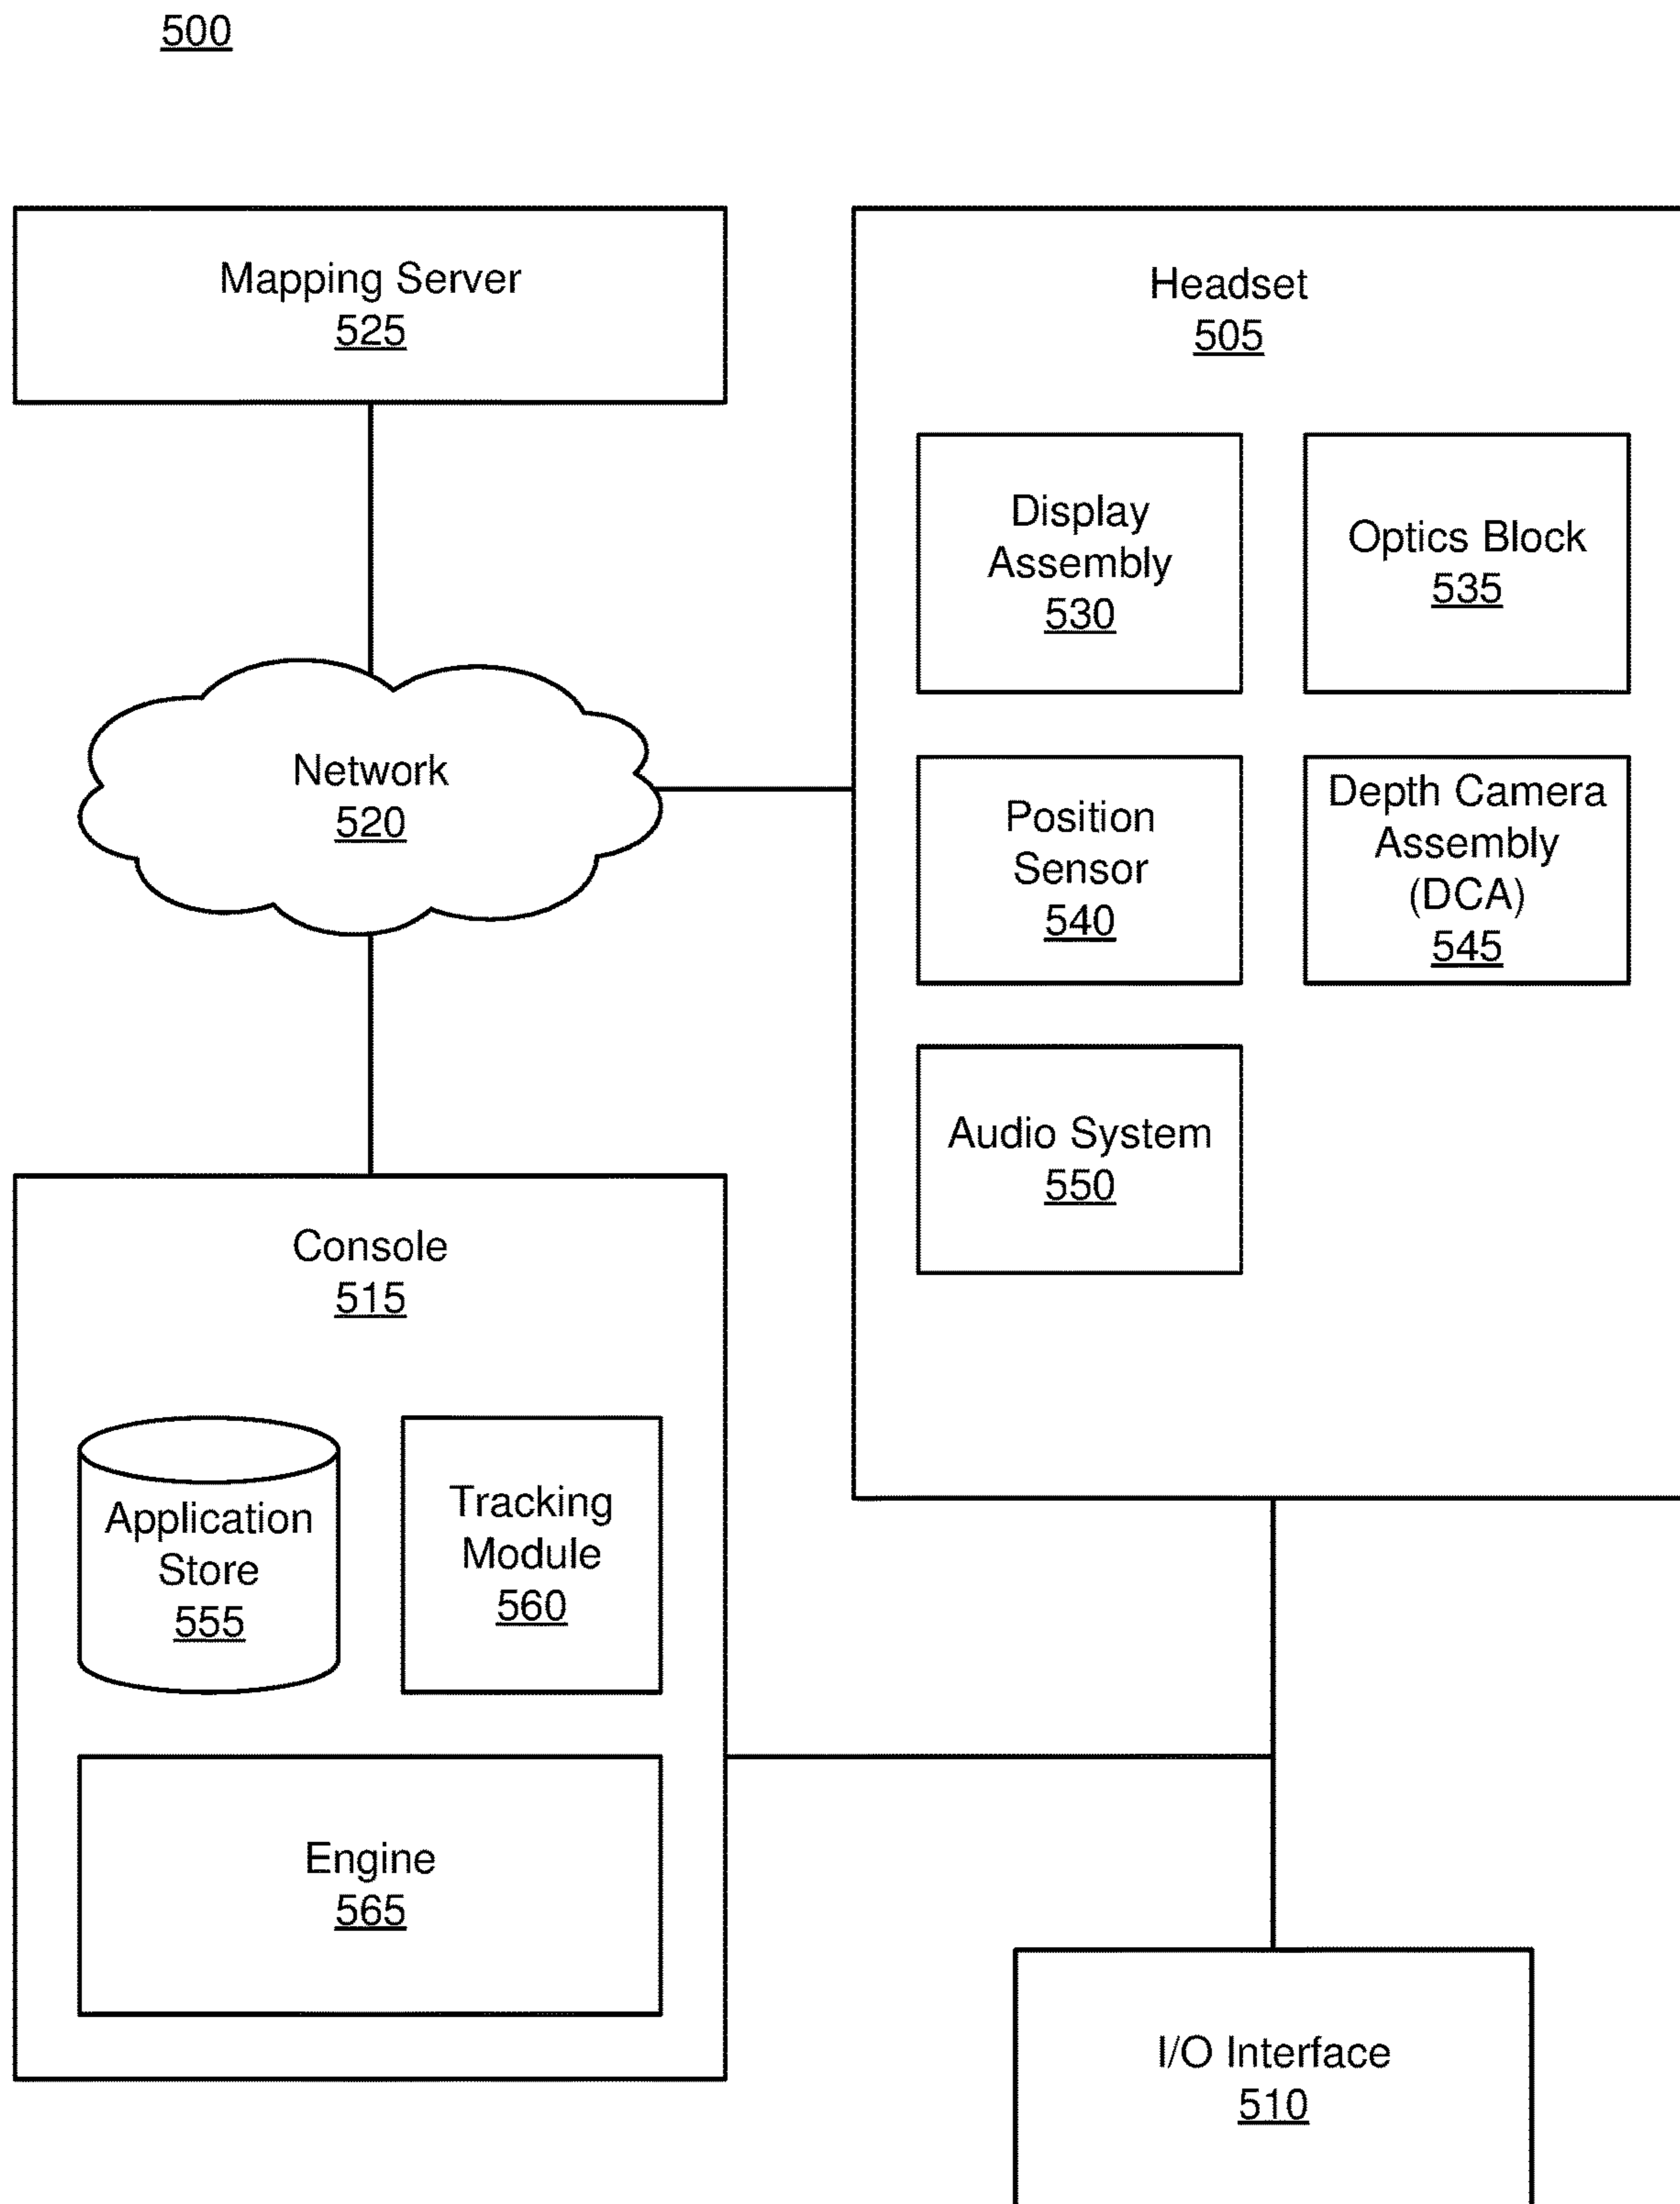 500
Mapping Server
525
Headset
505
Display
Assembly
530
Optics Block
535
Network
520
Position
Sensor
540
Depth Camera
Assembly
(DCA)
545
Audio System
550
Console
515
Application
Store
555
Tracking
Module
560
Engine
565
I/O Interface
510